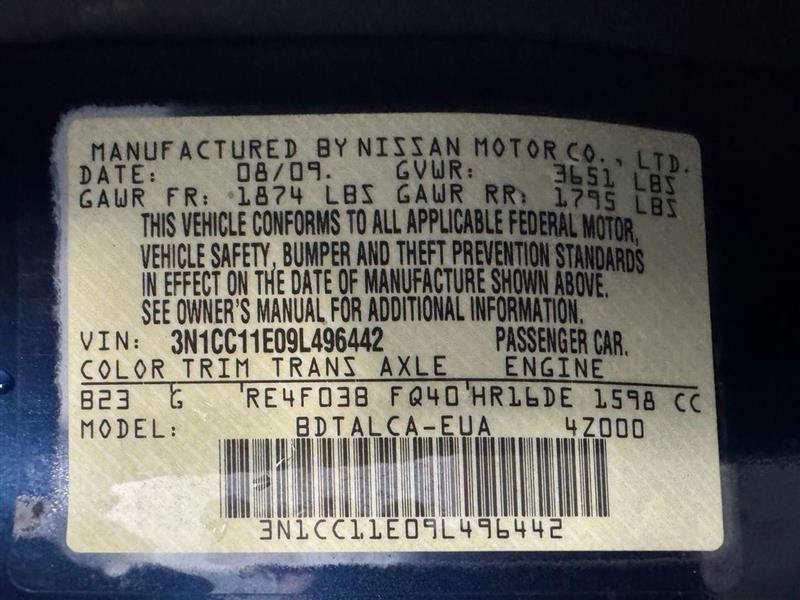 MANUFACTURED BY NISSAN MOTOR CO., LTD.
DATE: 08/09. GVWR: 3651 LBS
GAWR FR: 1874 LBS GAWR RR: 1795 LBS
THIS VEHICLE CONFORMS TO ALL APPLICABLE FEDERAL MOTOR,
VEHICLE SAFETY, BUMPER AND THEFT PREVENTION STANDARDS
IN EFFECT ON THE DATE OF MANUFACTURE SHOWN ABOVE.
SEE OWNER'S MANUAL FOR ADDITIONAL INFORMATION.
VIN: 3N1CC11E09L496442 PASSENGER CAR.
COLOR TRIM TRANS AXLE ENGINE
B23 G RE4F03B FQ40 HR16DE 1598 CC
MODEL: BDTALCA-EUA 4Z000
3N1CC11E09L496442